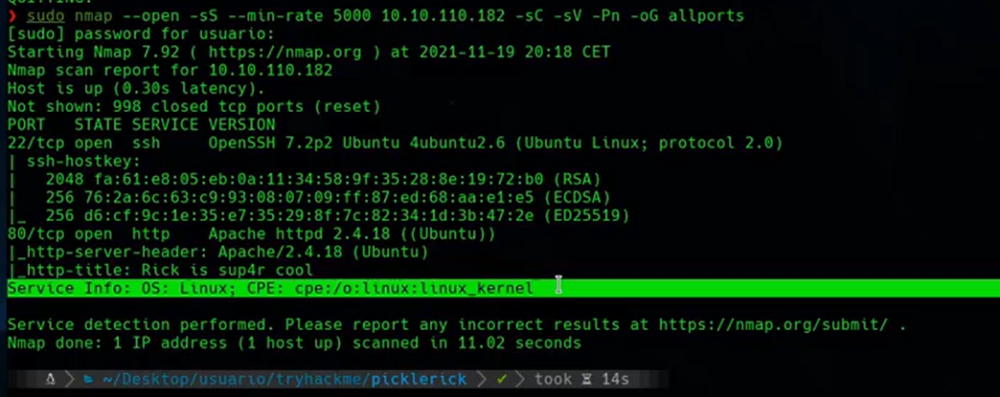 ❯ sudo nmap --open -sS --min-rate 5000 10.10.110.182 -sC -sV -Pn -oG allports
[sudo] password for usuario:
Starting Nmap 7.92 ( https://nmap.org ) at 2021-11-19 20:18 CET
Nmap scan report for 10.10.110.182
Host is up (0.30s latency).
Not shown: 998 closed tcp ports (reset)
PORT   STATE SERVICE VERSION
22/tcp open  ssh     OpenSSH 7.2p2 Ubuntu 4ubuntu2.6 (Ubuntu Linux; protocol 2.0)
| ssh-hostkey:
|   2048 fa:61:e8:05:eb:0a:11:34:58:9f:35:28:8e:19:72:b0 (RSA)
|   256 76:2a:6c:63:c9:93:08:07:09:ff:87:ed:68:aa:e1:e5 (ECDSA)
|_  256 d6:cf:9c:1e:35:e7:35:29:8f:7c:82:34:1d:3b:47:2e (ED25519)
80/tcp open  http    Apache httpd 2.4.18 ((Ubuntu))
|_http-server-header: Apache/2.4.18 (Ubuntu)
|_http-title: Rick is sup4r cool
Service Info: OS: Linux; CPE: cpe:/o:linux:linux_kernel
Service detection performed. Please report any incorrect results at https://nmap.org/submit/ .
Nmap done: 1 IP address (1 host up) scanned in 11.02 seconds
~/Desktop/usuario/tryhackme/picklerick ✓ took 14s